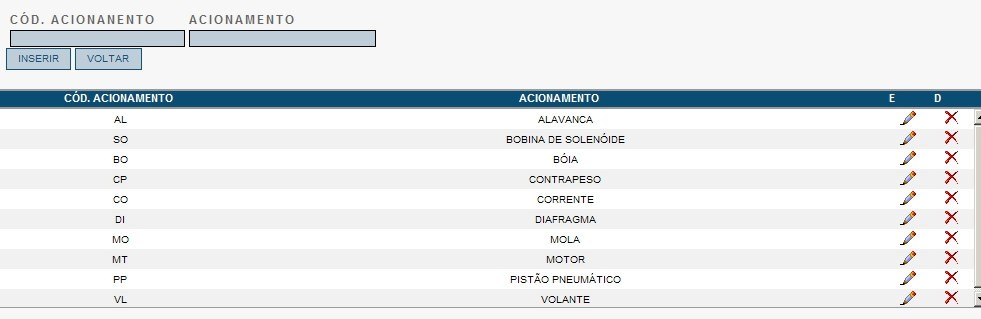 CÓD. ACIONANENTO ACIONAMENTO
INSERIR VOLTAR
CÓD. ACIONAMENTO ACIONAMENTO E D
AL ALAVANCA
SO BOBINA DE SOLENÓIDE
BO BÓIA
CP CONTRAPESO
CO CORRENTE
DI DIAFRAGMA
MO MOLA
MT MOTOR
PP PISTÃO PNEUMÁTICO
VL VOLANTE